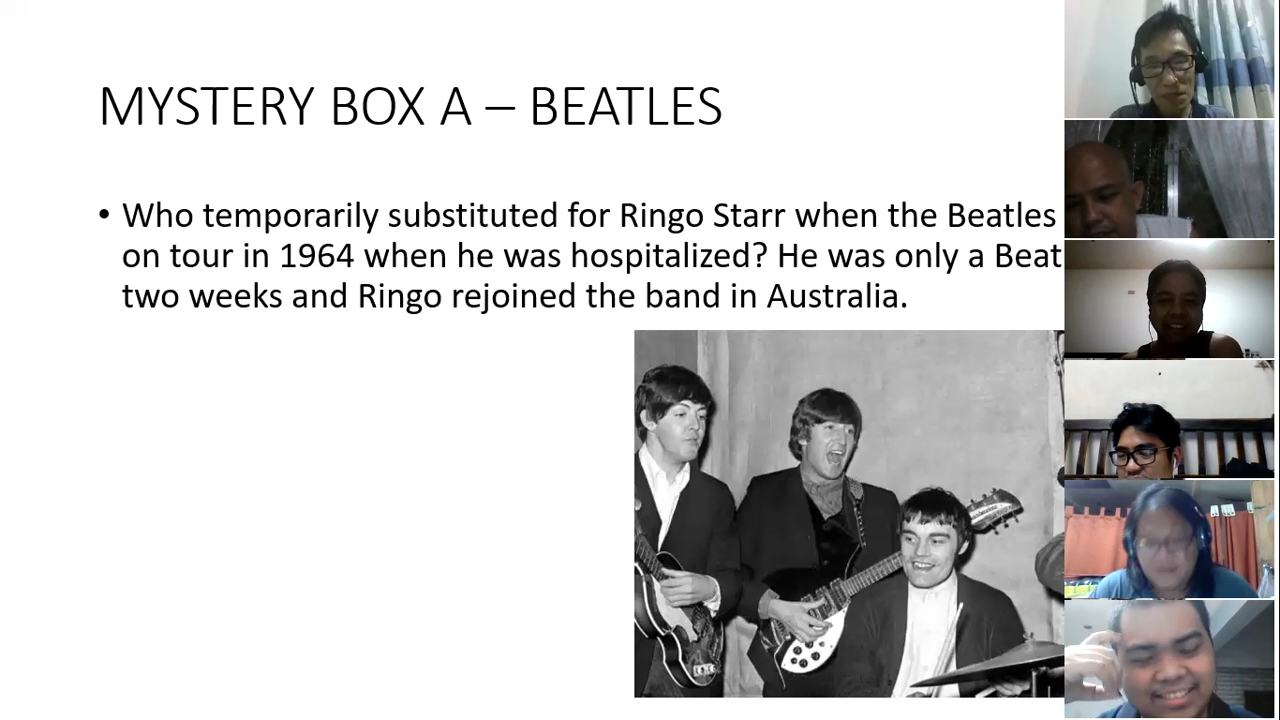 MYSTERY BOX A – BEATLES
• Who temporarily substituted for Ringo Starr when the Beatles
on tour in 1964 when he was hospitalized? He was only a Beat
two weeks and Ringo rejoined the band in Australia.